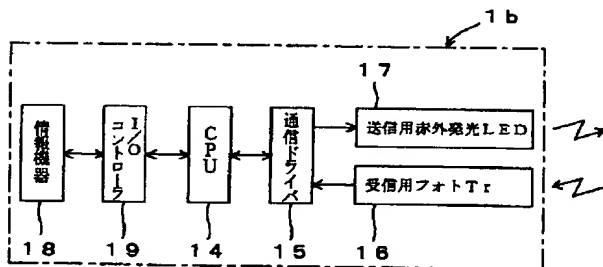 1b
17
情報機器
I/O
コントローラ
CPU
通信ドライバ
送信用赤外発光LED
受信用フォトTr
18
19
14
15
16